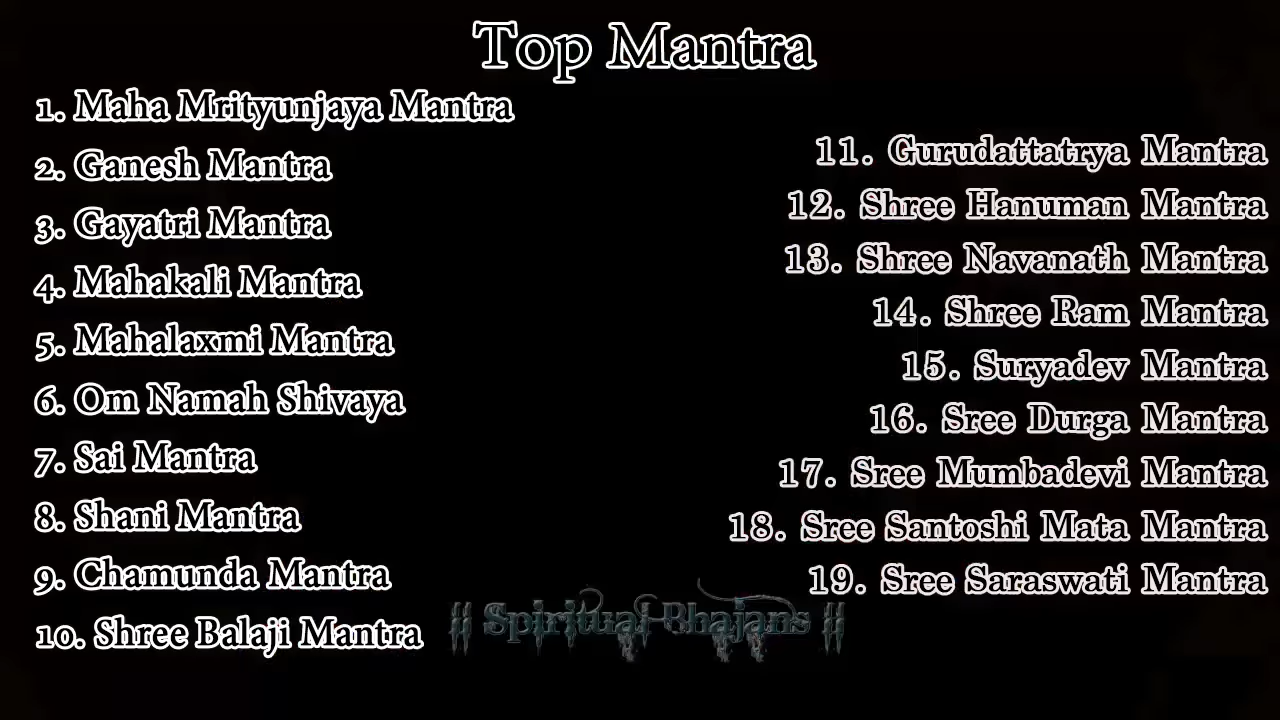 Top Mantra
1. Maha Mrityunjaya Mantra
2. Ganesh Mantra
3. Gayatri Mantra
4. Mahakali Mantra
5. Mahalaxmi Mantra
6. Om Namah Shivaya
7. Sai Mantra
8. Shani Mantra
9. Chamunda Mantra
10. Shree Balaji Mantra
11. Gurudattatrya Mantra
12. Shree Hanuman Mantra
13. Shree Navanath Mantra
14. Shree Ram Mantra
15. Suryadev Mantra
16. Sree Durga Mantra
17. Sree Mumbadevi Mantra
18. Sree Santoshi Mata Mantra
19. Sree Saraswati Mantra
|| Spiritual Bhajans ||